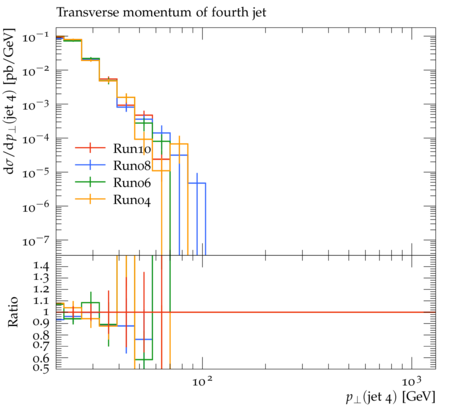 Transverse momentum of fourth jet
dσ/dp⊥(jet 4) [pb/GeV]
10⁻¹
10⁻²
10⁻³
10⁻⁴
10⁻⁵
10⁻⁶
10⁻⁷
Run10
Run08
Run06
Run04
Ratio
1.4
1.3
1.2
1.1
1
0.9
0.8
0.7
0.6
0.5
10² 10³
p⊥(jet 4) [GeV]